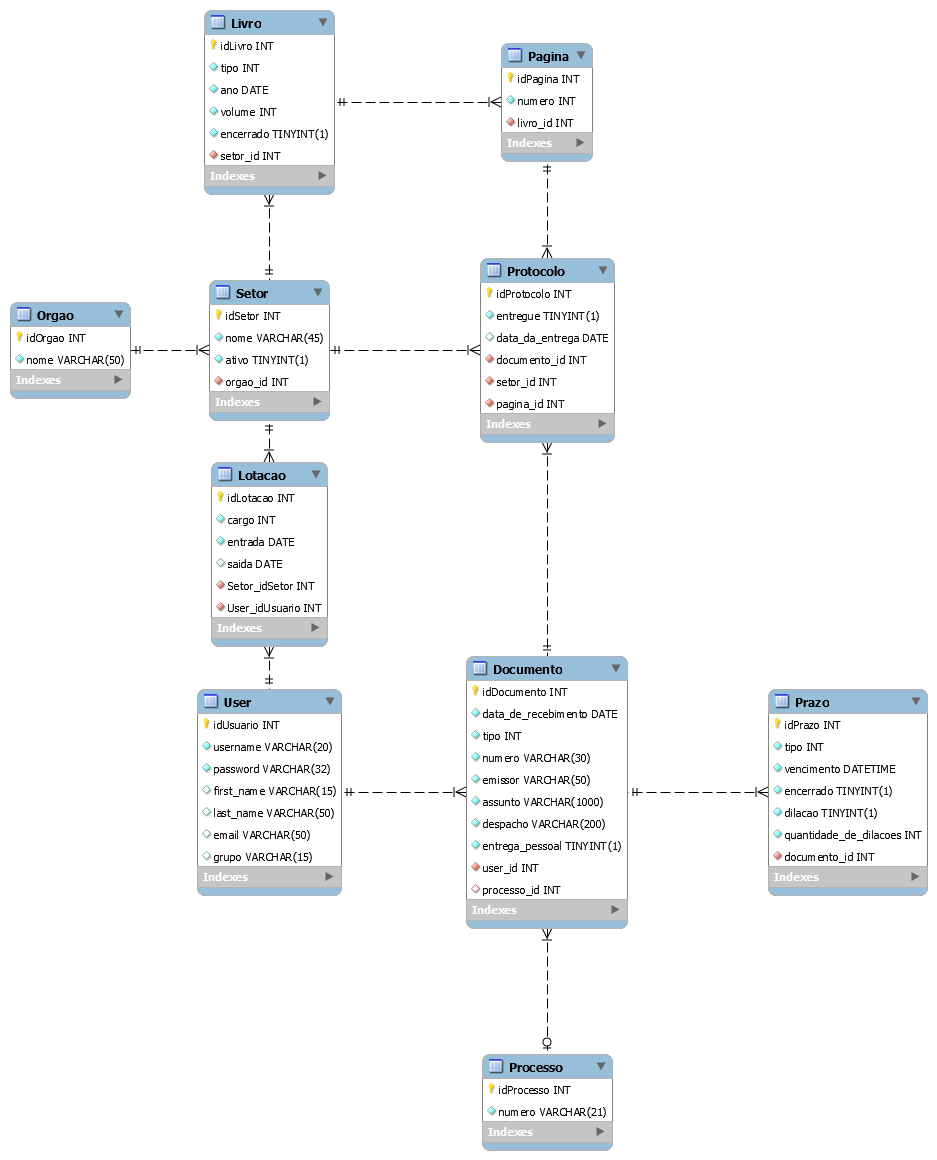 Livro
idLivro INT
tipo INT
ano DATE
volume INT
encerrado TINYINT(1)
setor_id INT
Indexes
Pagina
idPagina INT
numero INT
livro_id INT
Indexes
Orgao
idOrgao INT
nome VARCHAR(50)
Indexes
Setor
idSetor INT
nome VARCHAR(45)
ativo TINYINT(1)
orgao_id INT
Indexes
Protocolo
idProtocolo INT
entregue TINYINT(1)
data_da_entrega DATE
documento_id INT
setor_id INT
pagina_id INT
Indexes
Lotacao
idLotacao INT
cargo INT
entrada DATE
saida DATE
Setor_idSetor INT
User_idUsuario INT
Indexes
User
idUsuario INT
username VARCHAR(20)
password VARCHAR(32)
first_name VARCHAR(15)
last_name VARCHAR(50)
email VARCHAR(50)
grupo VARCHAR(15)
Indexes
Documento
idDocumento INT
data_de_recebimento DATE
tipo INT
numero VARCHAR(30)
emissor VARCHAR(50)
assunto VARCHAR(1000)
despacho VARCHAR(200)
entrega_pessoal TINYINT(1)
user_id INT
processo_id INT
Indexes
Prazo
idPrazo INT
tipo INT
vencimento DATETIME
encerrado TINYINT(1)
dilacao TINYINT(1)
quantidade_de_dilacoes INT
documento_id INT
Indexes
Processo
idProcesso INT
numero VARCHAR(21)
Indexes